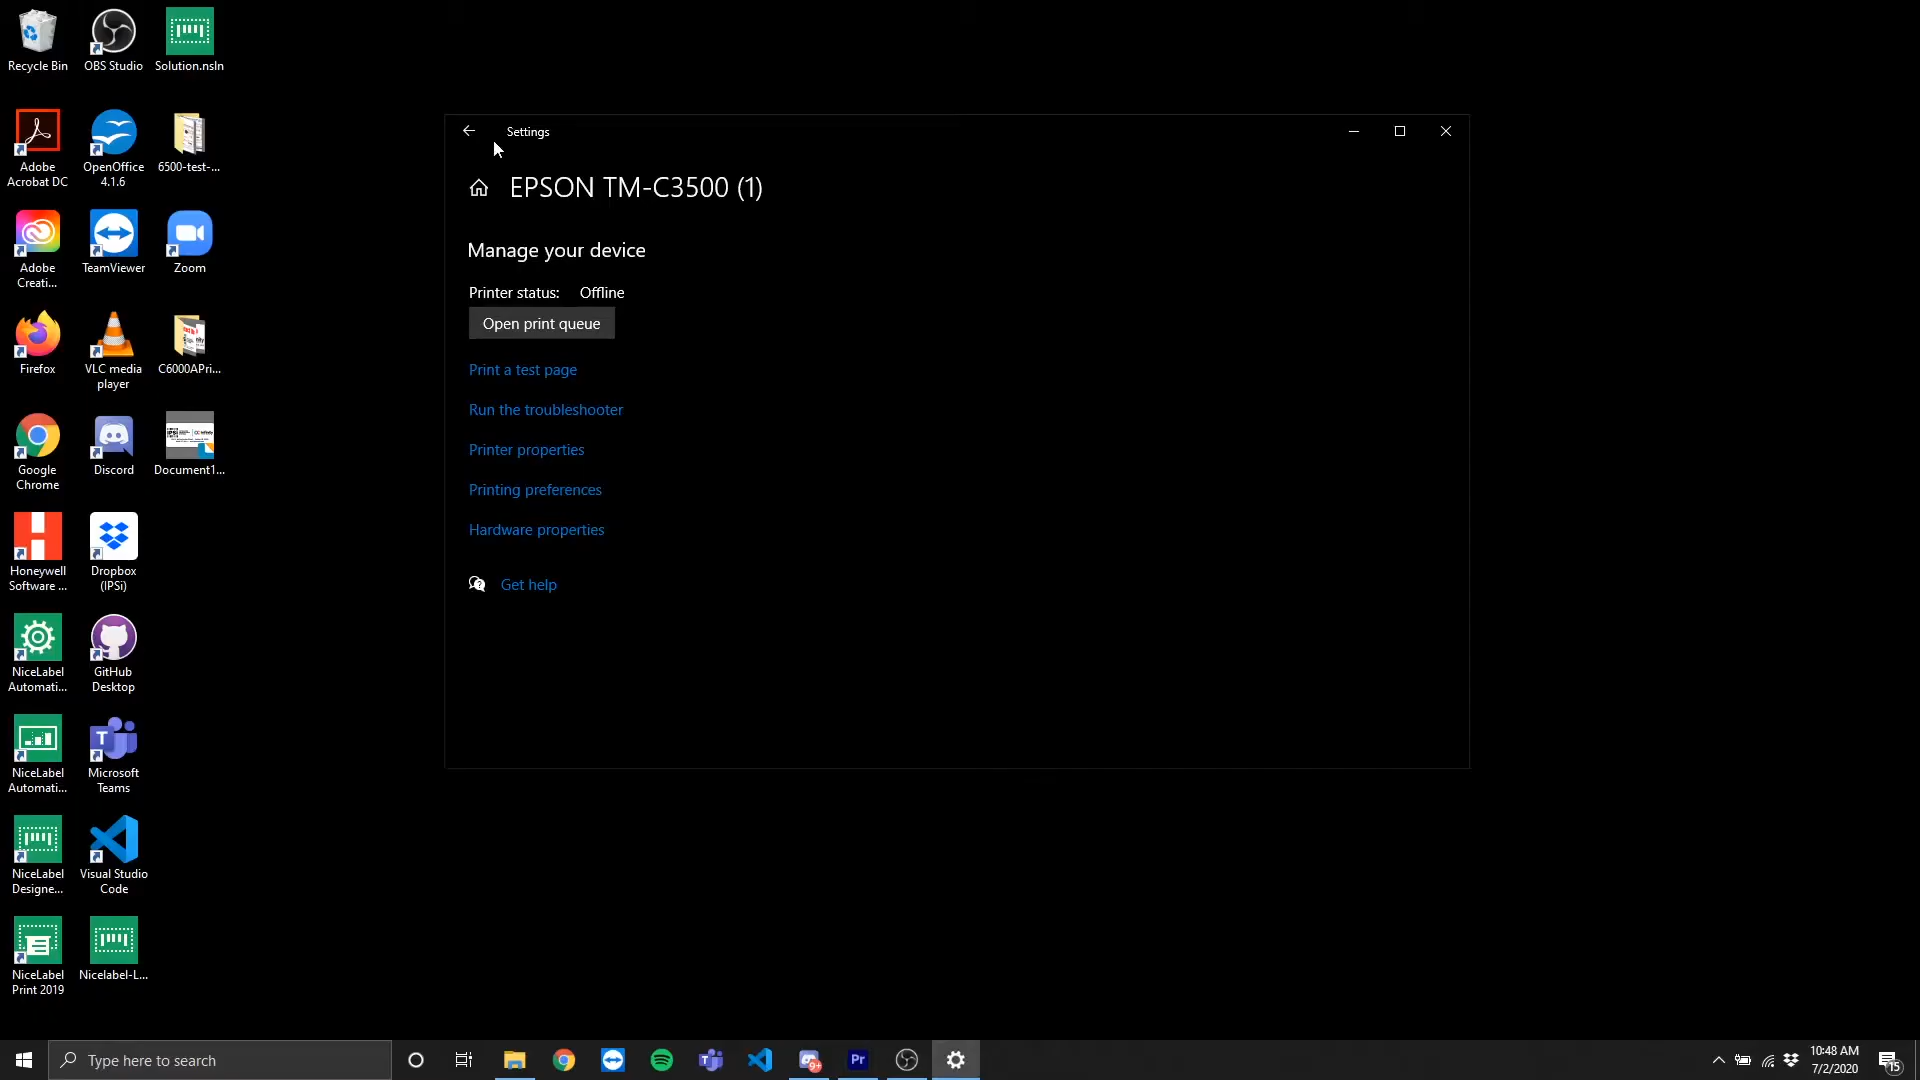 Recycle Bin
OBS Studio
Solution.nsln
Adobe
Acrobat DC
OpenOffice
4.1.6
6500-test-...
Adobe
Creati...
TeamViewer
Zoom
Firefox
VLC media
player
C6000APri...
Google
Chrome
Discord
Document1...
Honeywell
Software ...
Dropbox
(IPSi)
NiceLabel
Automati...
GitHub
Desktop
NiceLabel
Automati...
Microsoft
Teams
NiceLabel
Designe...
Visual Studio
Code
NiceLabel
Print 2019
Nicelabel-L...
Settings
EPSON TM-C3500 (1)
Manage your device
Printer status: Offline
Open print queue
Print a test page
Run the troubleshooter
Printer properties
Printing preferences
Hardware properties
Get help
Type here to search
9+
Pr
10:48 AM
7/2/2020
15